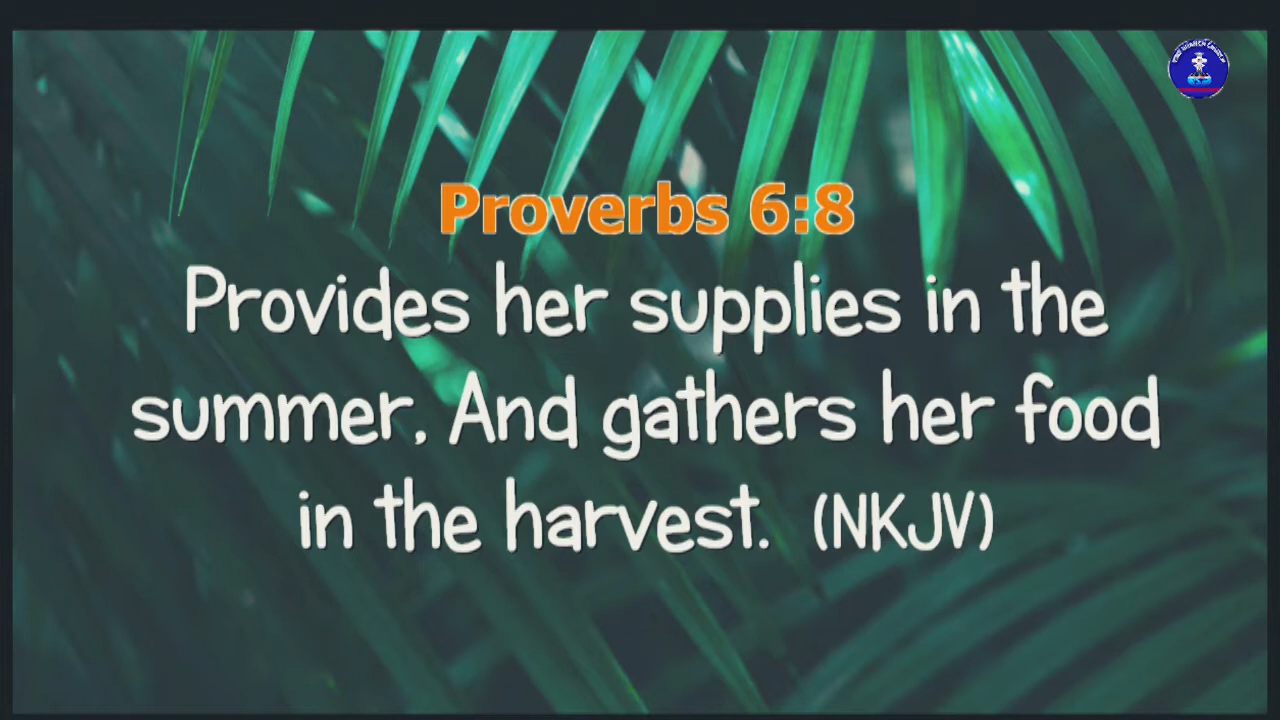 Proverbs 6:8
Provides her supplies in the
summer, And gathers her food
in the harvest. (NKJV)